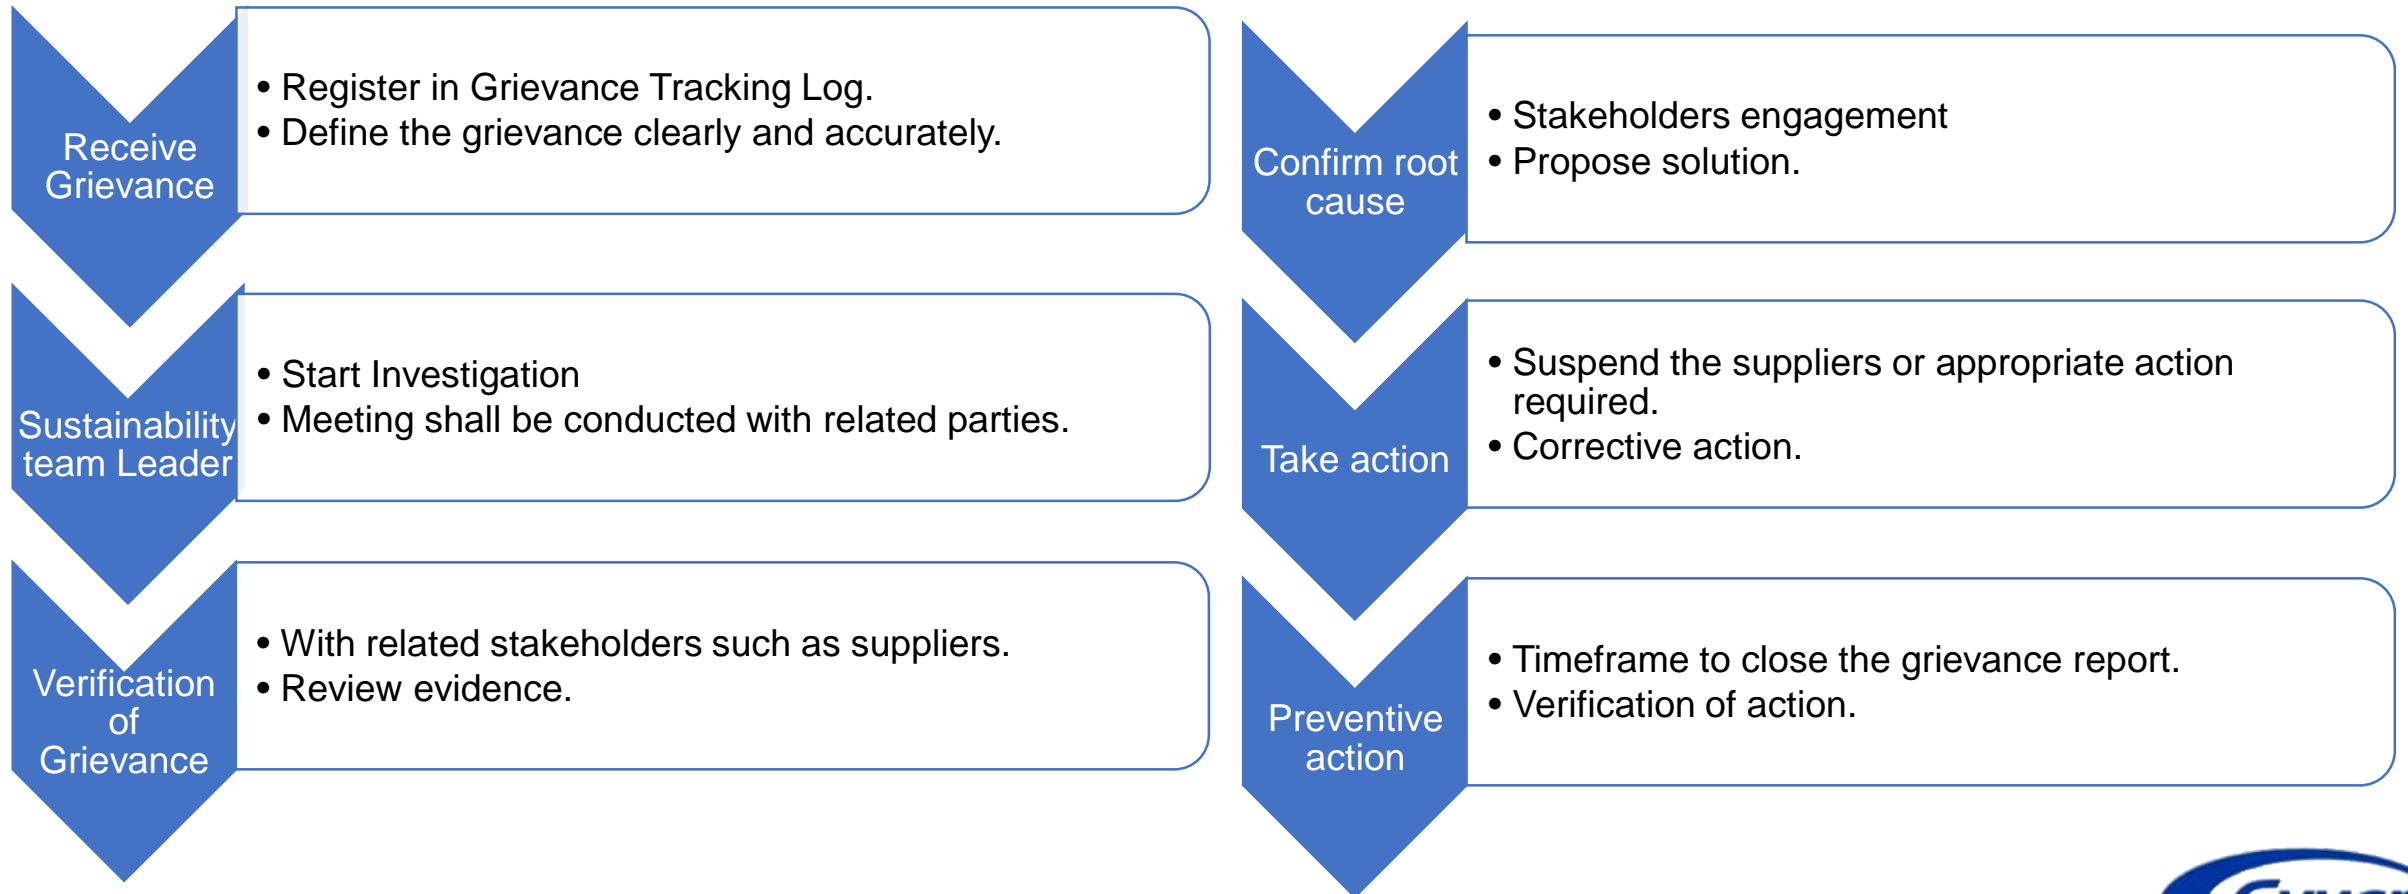 Receive
Grievance
• Register in Grievance Tracking Log.
• Define the grievance clearly and accurately.
Sustainability
team Leader
• Start Investigation
• Meeting shall be conducted with related parties.
Verification
of
Grievance
• With related stakeholders such as suppliers.
• Review evidence.
Confirm root
cause
• Stakeholders engagement
• Propose solution.
Take action
• Suspend the suppliers or appropriate action
required.
• Corrective action.
Preventive
action
• Timeframe to close the grievance report.
• Verification of action.